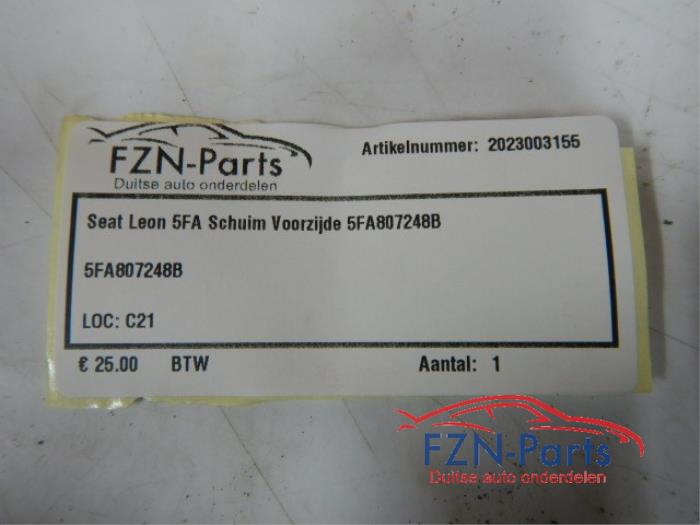 FZN-Parts
Duitse auto onderdelen
Artikelnummer: 2023003155
Seat Leon 5FA Schuim Voorzijde 5FA807248B
5FA807248B
LOC: C21
€ 25.00 BTW Aantal: 1
FZN-Parts
Duitse auto onderdelen